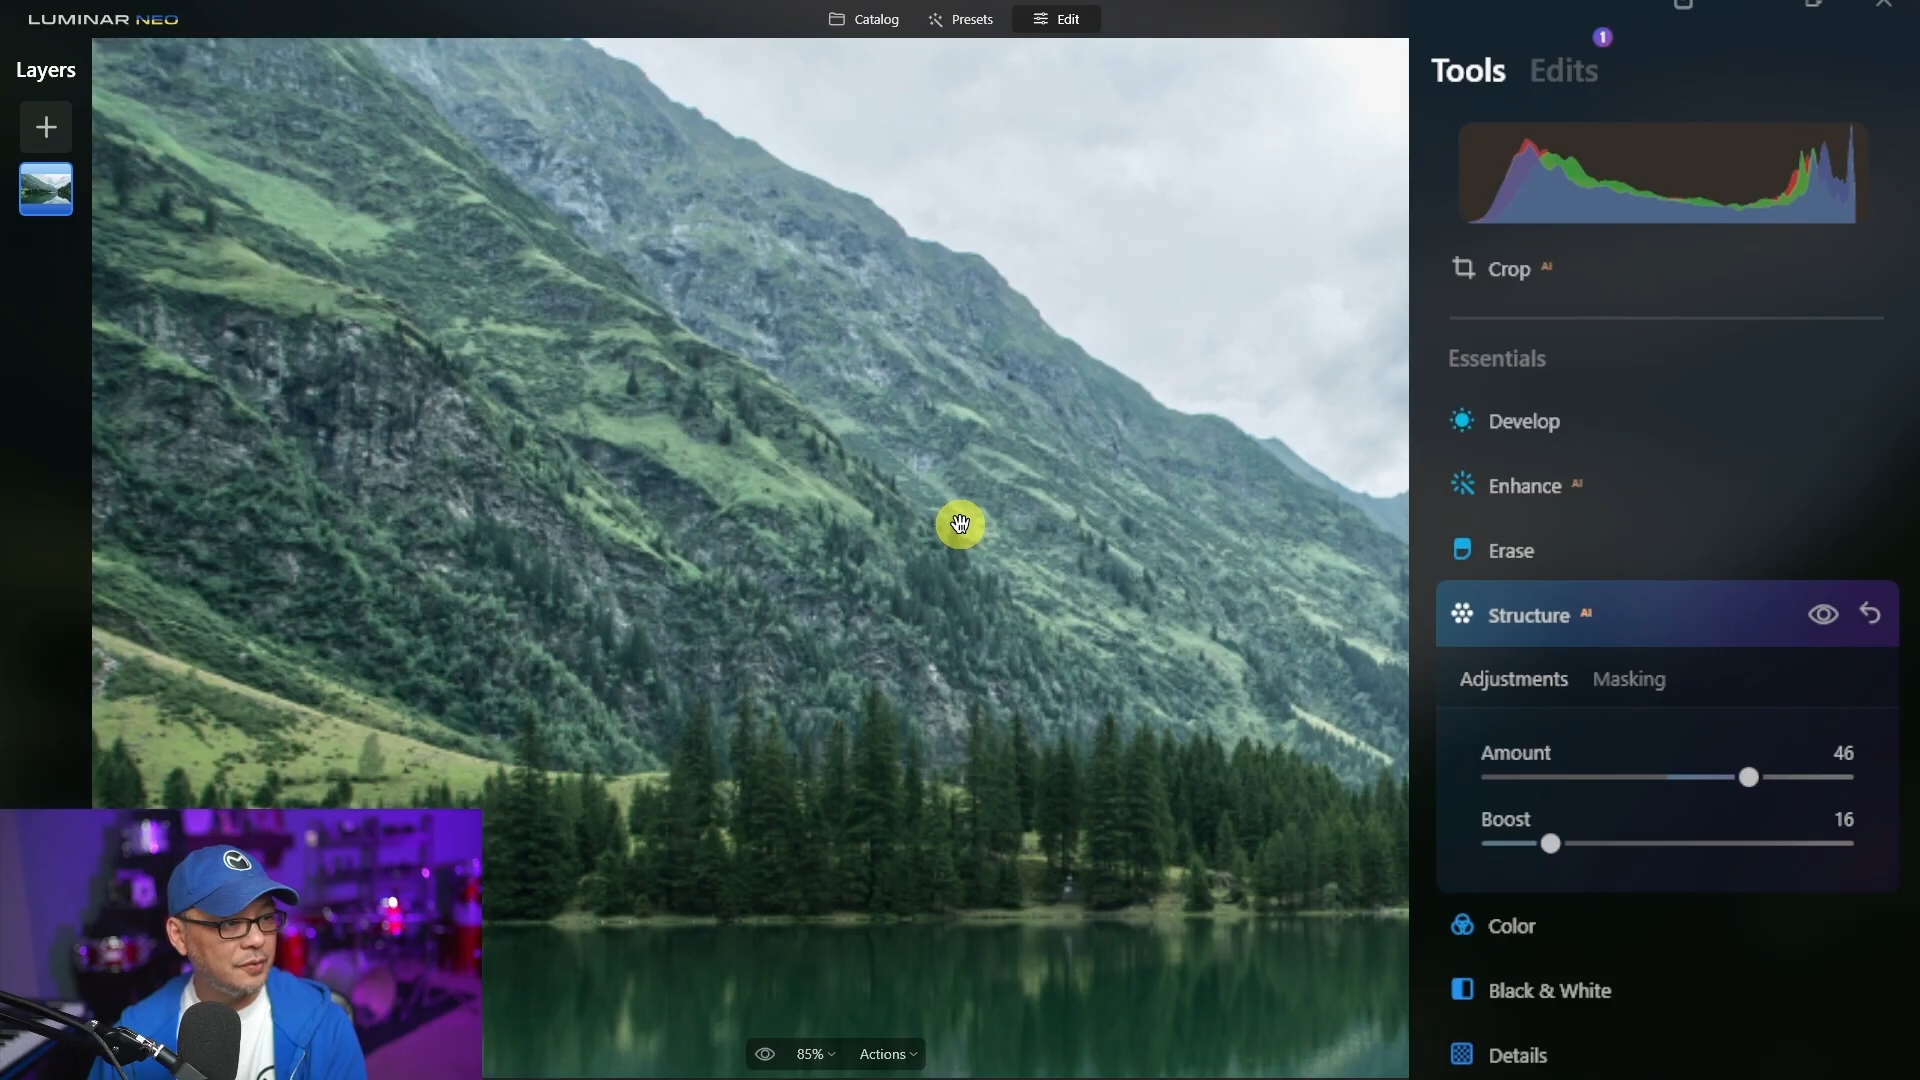 LUMINAR NEO
Catalog
Presets
Edit
Layers
1
Tools
Edits
Crop AI
Essentials
Develop
Enhance AI
Erase
Structure AI
Adjustments
Masking
Amount
46
Boost
16
Color
Black & White
Details
85%
Actions